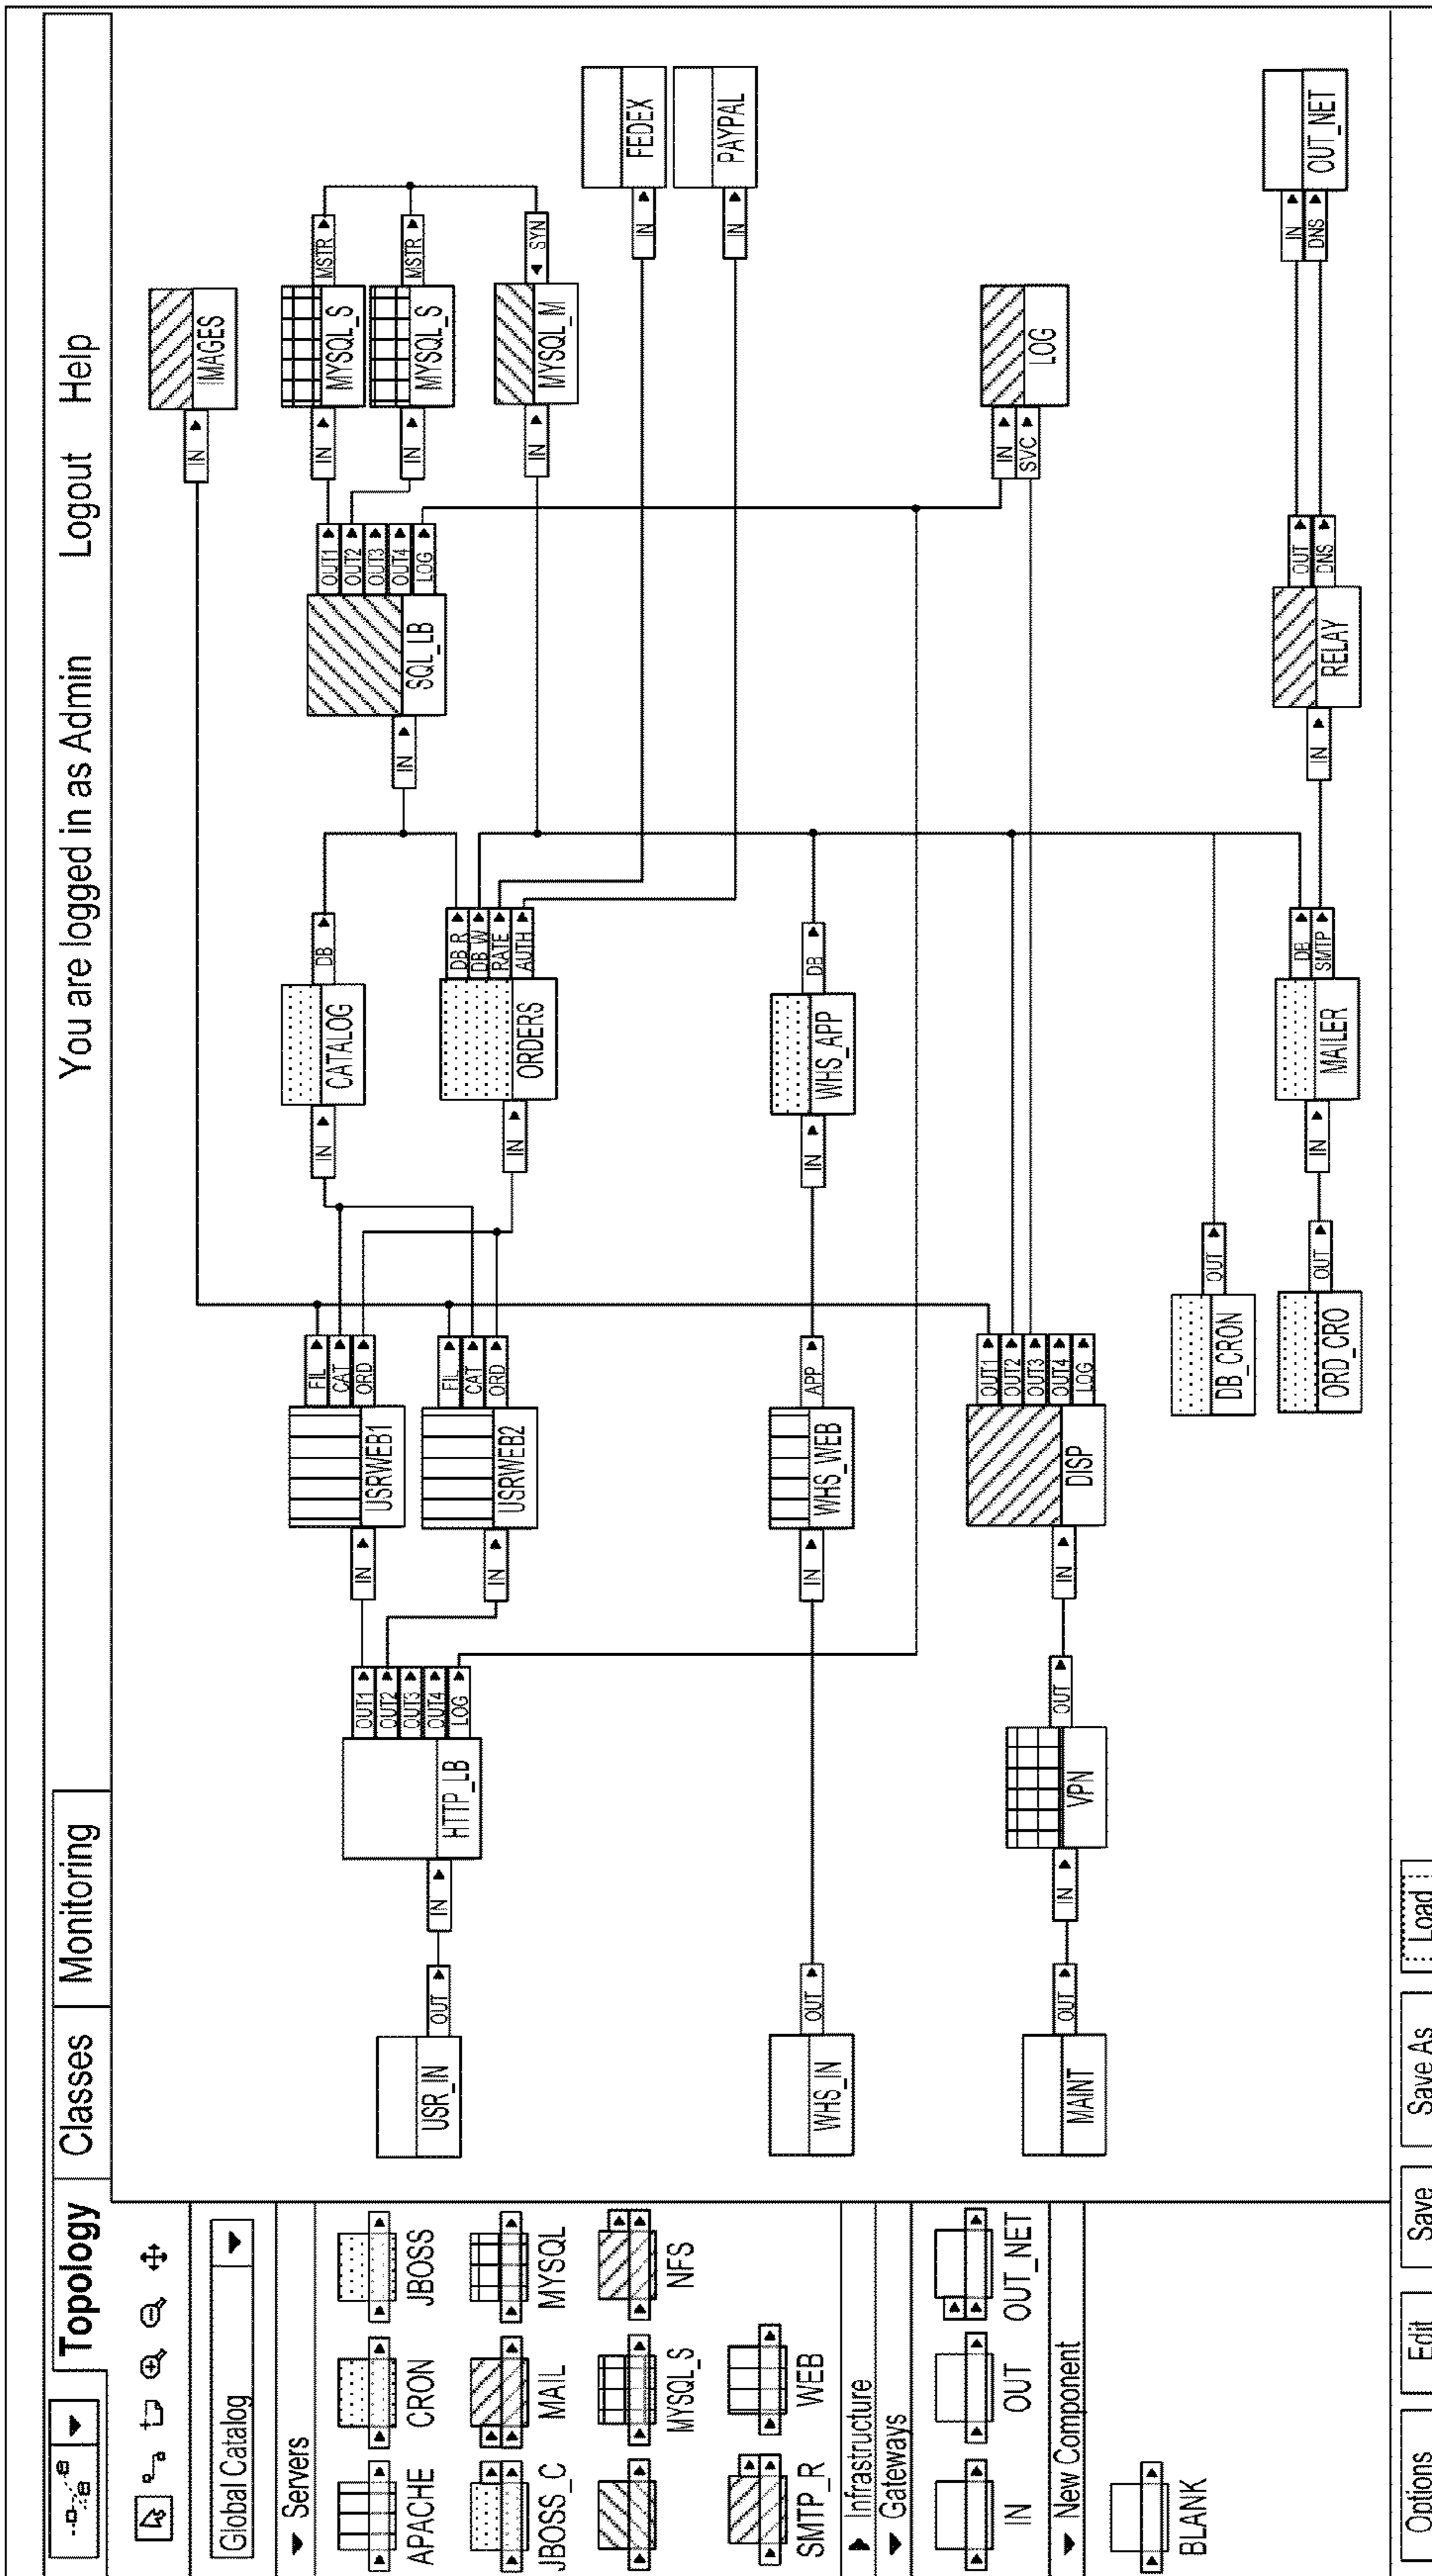 Topology Classes Monitoring You are logged in as Admin Logout Help
Global Catalog
Servers
APACHE CRON JBOSS
JBOSS_C MAIL MYSQL
MYSQL_S NFS
SMTP_R WEB
Infrastructure
Gateways
IN OUT OUT_NET
New Component
BLANK
USR_IN
OUT
IN
HTTP_LB
OUT1
OUT2
OUT3
OUT4
LOG
IN
USRWEB1
FIL
CAT
ORD
IN
USRWEB2
FIL
CAT
ORD
IN
CATALOG
DB
IN
ORDERS
DB_R
DB_W
RATE
AUTH
IN
SQL_LB
OUT1
OUT2
OUT3
OUT4
LOG
IN
IMAGES
IN
MYSQL_S
MSTR
IN
MYSQL_S
MSTR
IN
MYSQL_M
SYN
IN
FEDEX
IN
PAYPAL
WHS_IN
OUT
IN
WHS_WEB
APP
IN
WHS_APP
DB
MAINT
OUT
IN
VPN
OUT
IN
DISP
OUT1
OUT2
OUT3
OUT4
LOG
IN
SVC
LOG
DB_CRON
OUT
ORD_CRO
OUT
IN
MAILER
DB
SMTP
IN
RELAY
OUT
DNS
IN
DNS
OUT_NET
Options Edit Save Save As Load